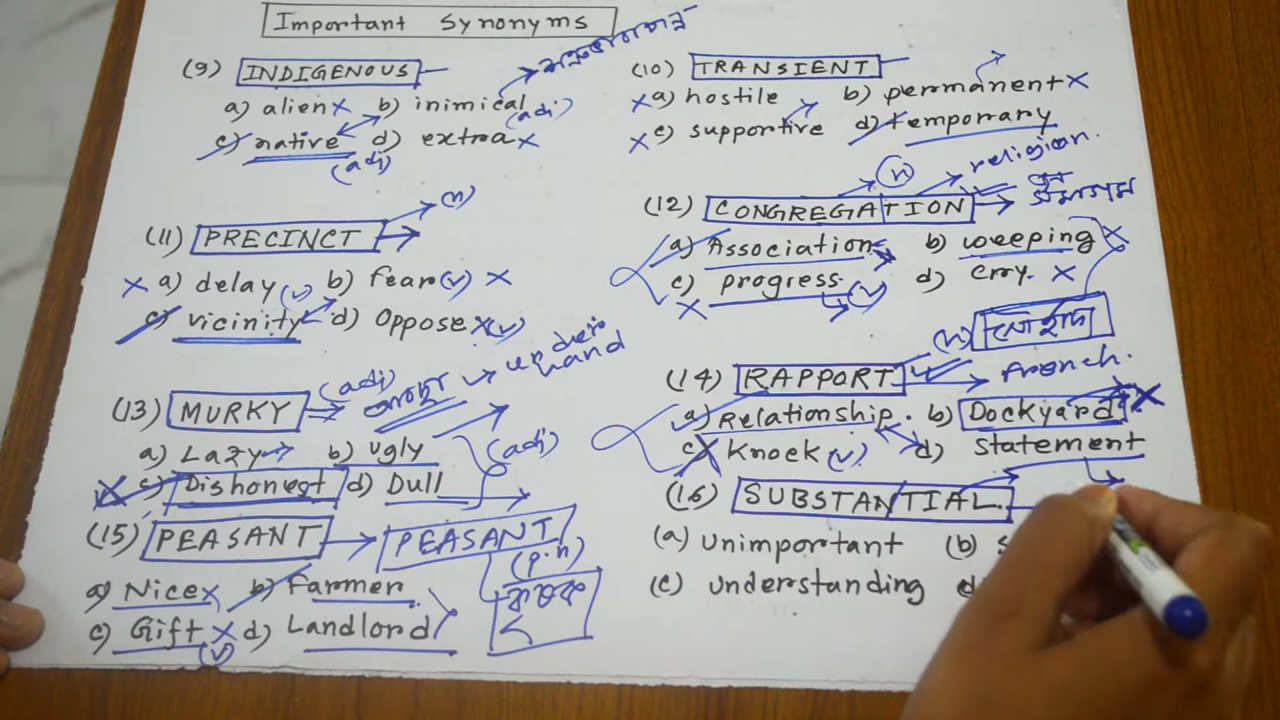 Important Synonyms
(9) INDIGENOUS
a) alien b) inimical (adj)
c) native d) extra
(adj)
(10) TRANSIENT
a) hostile b) permanent
c) supportive d) temporary
(11) PRECINCT (n)
a) delay (v) b) fear (v)
c) vicinity d) Oppose (v)
(12) CONGREGATION (n) religion.
a) Association b) weeping
c) progress. (v) d) Cry.
(13) MURKY (adj) hand
a) Lazy b) Ugly (adj)
c) Dishonest d) Dull
(14) RAPPORT (n) French.
a) Relationship. b) Dockyard
c) Knock (v) d) Statement
(15) PEASANT PEASANT
(p.n)
a) Nice b) farmer
c) Gift (v) d) Landlord
(16) SUBSTANTIAL
(a) Unimportant (b)
(c) Understanding d